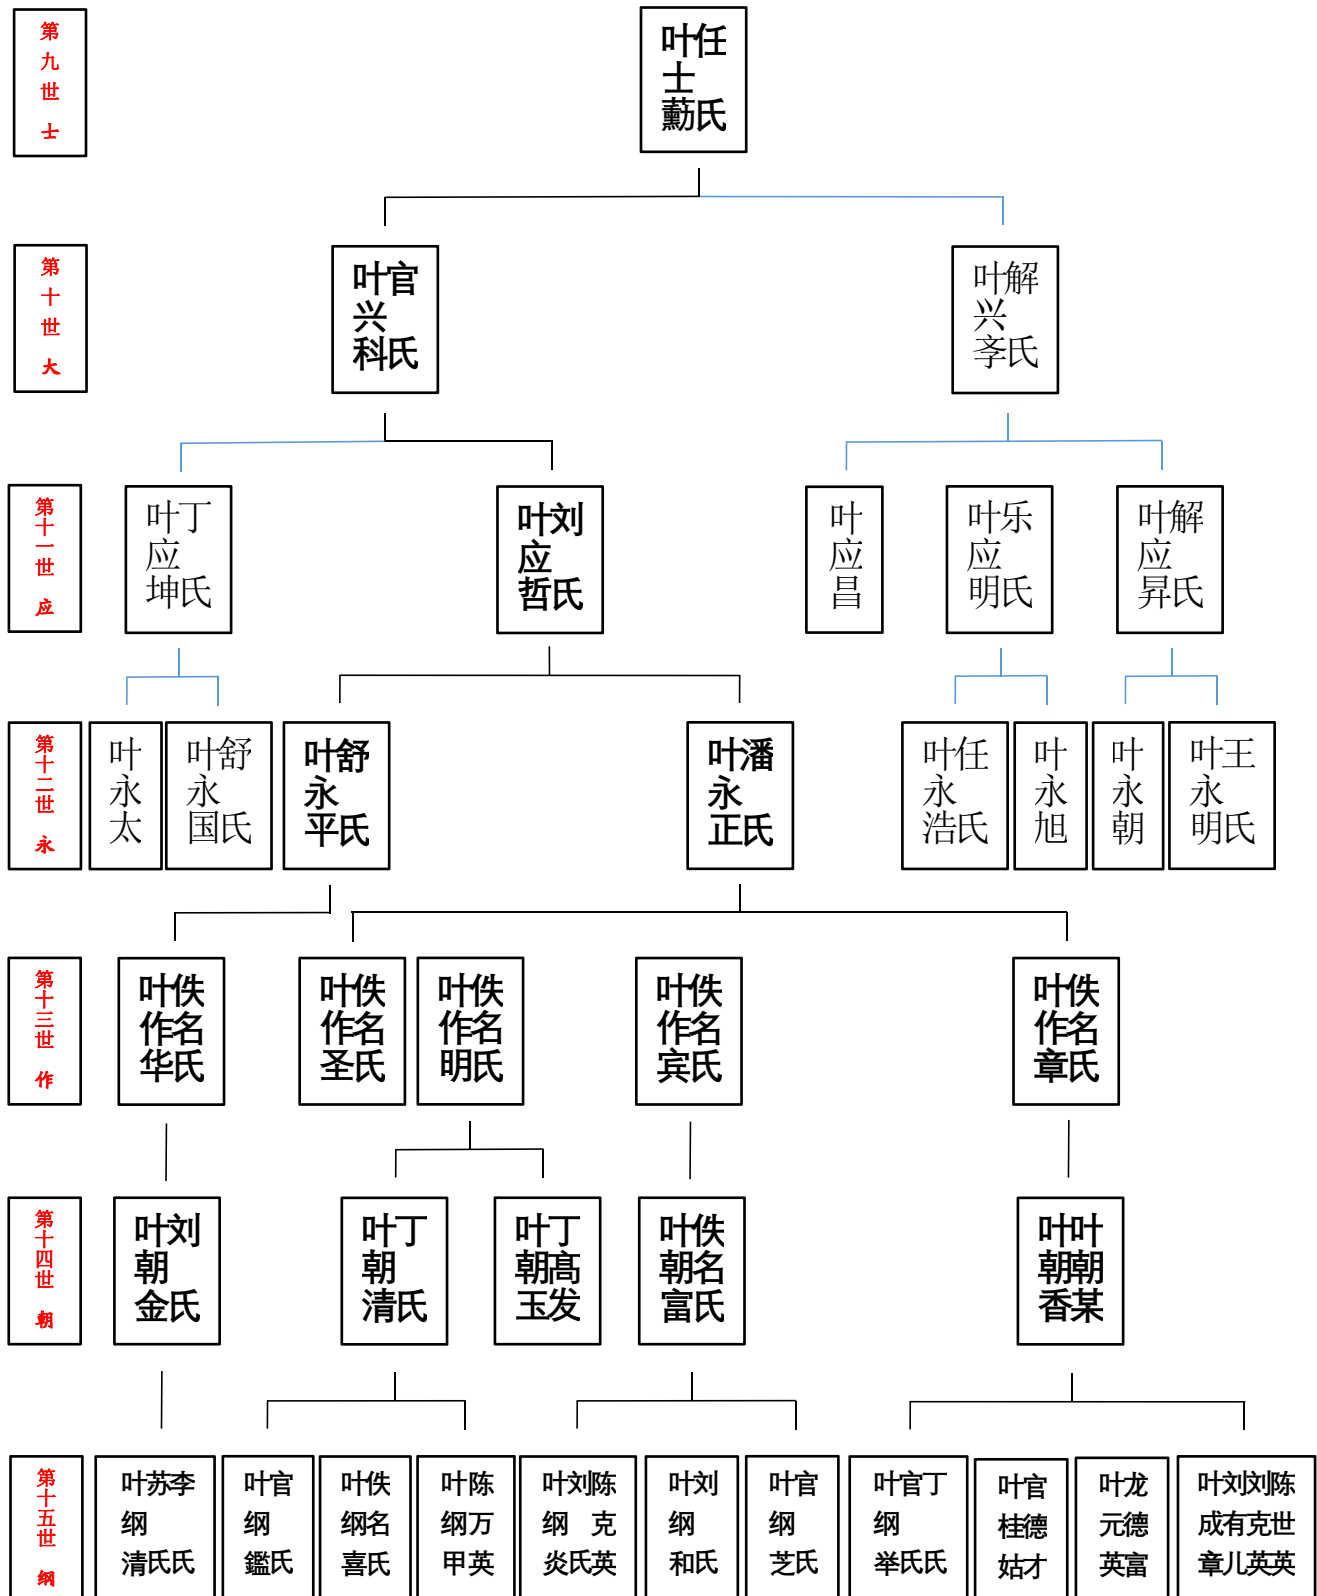 第九世 士
叶士勳 任氏
第十世 大
叶兴科 官氏
叶兴斈 解氏
第十一世 应
叶应坤 丁氏
叶应哲 刘氏
叶应昌
叶应明 乐氏
叶应昇 解氏
第十二世 永
叶永太
叶永国 舒氏
叶永平 舒氏
叶永正 潘氏
叶永浩 任氏
叶永旭
叶永朝
叶永明 王氏
第十三世 作
叶作华 佚名氏
叶作圣 佚名氏
叶作明 佚名氏
叶作宾 佚名氏
叶作章 佚名氏
第十四世 朝
叶朝金 刘氏
叶朝清 丁氏
叶朝玉 丁髙发
叶朝富 佚名氏
叶朝香 叶朝某
第十五世 纲
叶纲清 苏氏 李氏
叶纲鑑 官氏
叶纲喜 佚名氏
叶纲甲 陈万英
叶纲炎 刘氏 陈克英
叶纲和 刘氏
叶纲芝 官氏
叶纲举 官氏 丁氏
叶桂姑 官德才
叶元英 龙德富
叶成章 刘有儿 刘克英 陈世英